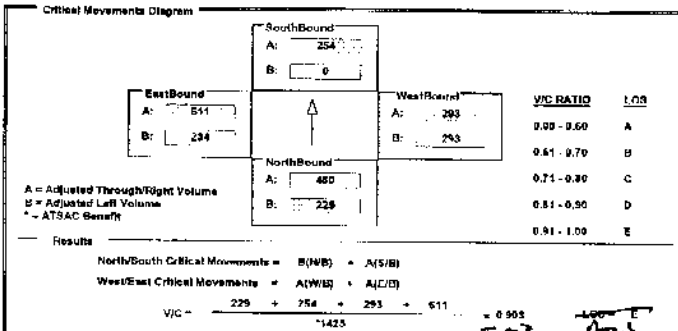 Critical Movements Diagram
SouthBound
A: 254
B: 0
EastBound
A: 611
B: 234
WestBound
A: 293
B: 293
NorthBound
A: 460
B: 229
V/C RATIO LOS
0.00 - 0.60 A
0.61 - 0.70 B
0.71 - 0.80 C
0.81 - 0.90 D
0.91 - 1.00 E
A = Adjusted Through/Right Volume
B = Adjusted Left Volume
* = ATSAC Benefit
Results
North/South Critical Movements = B(N/B) + A(S/B)
West/East Critical Movements = A(W/B) + A(E/B)
V/C = 229 + 254 + 293 + 611 = 0.903 LOS = E
*1425